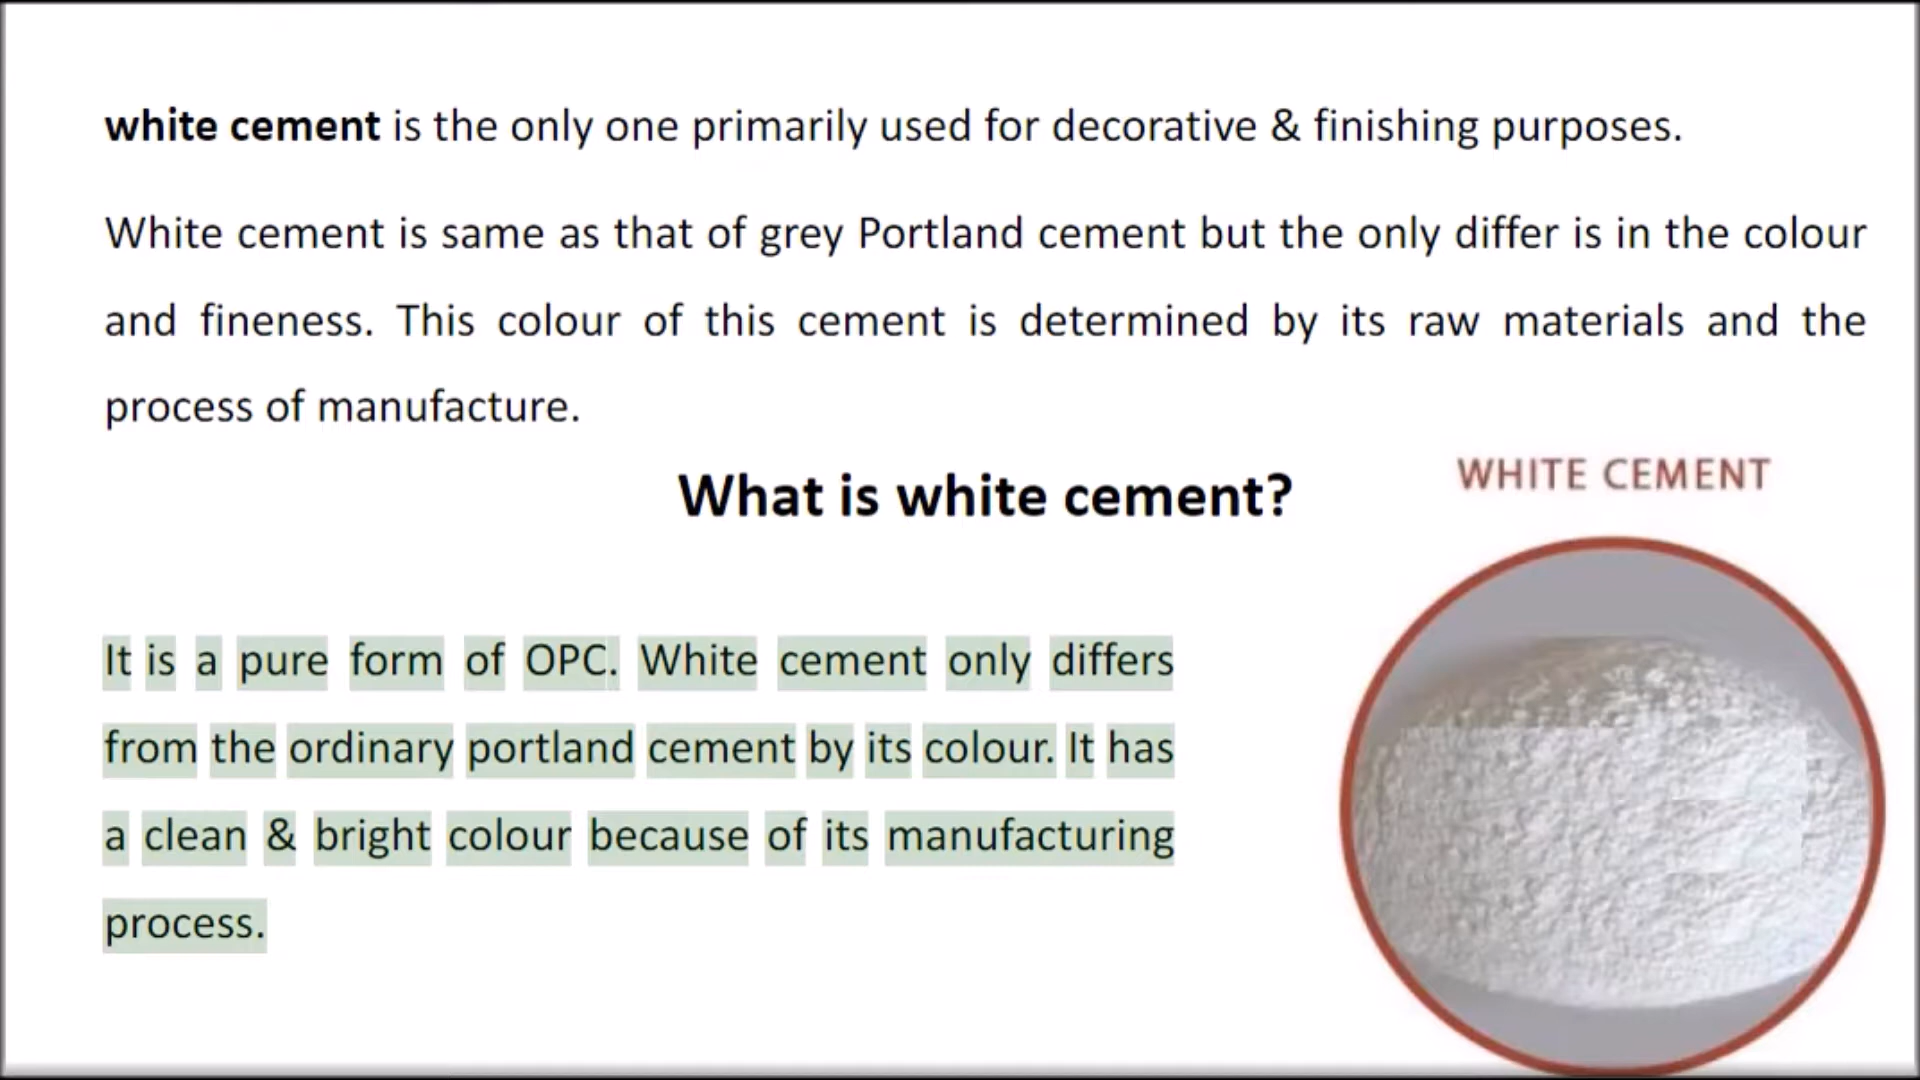 white cement is the only one primarily used for decorative & finishing purposes.
White cement is same as that of grey Portland cement but the only differ is in the colour
and fineness. This colour of this cement is determined by its raw materials and the
process of manufacture.
What is white cement?
WHITE CEMENT
It is a pure form of OPC. White cement only differs
from the ordinary portland cement by its colour. It has
a clean & bright colour because of its manufacturing
process.